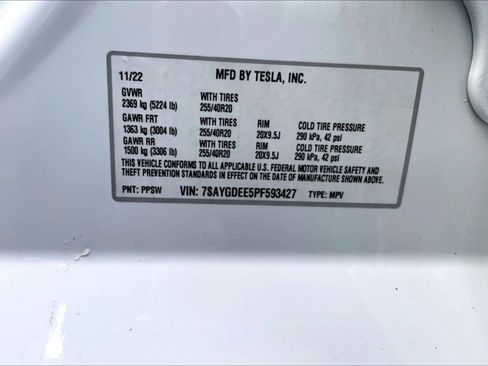 11/22 MFD BY TESLA, INC.
GVWR WITH TIRES
2369 kg (5224 lb) 255/40R20
GAWR FRT WITH TIRES RIM COLD TIRE PRESSURE
1363 kg (3004 lb) 255/40R20 20X9.5J 290 kPa, 42 psi
GAWR RR WITH TIRES RIM COLD TIRE PRESSURE
1500 kg (3306 lb) 255/40R20 20X9.5J 290 kPa, 42 psi
THIS VEHICLE CONFORMS TO ALL APPLICABLE U.S. FEDERAL MOTOR VEHICLE SAFETY AND
THEFT PREVENTION STANDARDS IN EFFECT ON THE DATE OF MANUFACTURE SHOWN ABOVE.
PNT: PPSW VIN: 7SAYGDEE5PF593427 TYPE: MPV